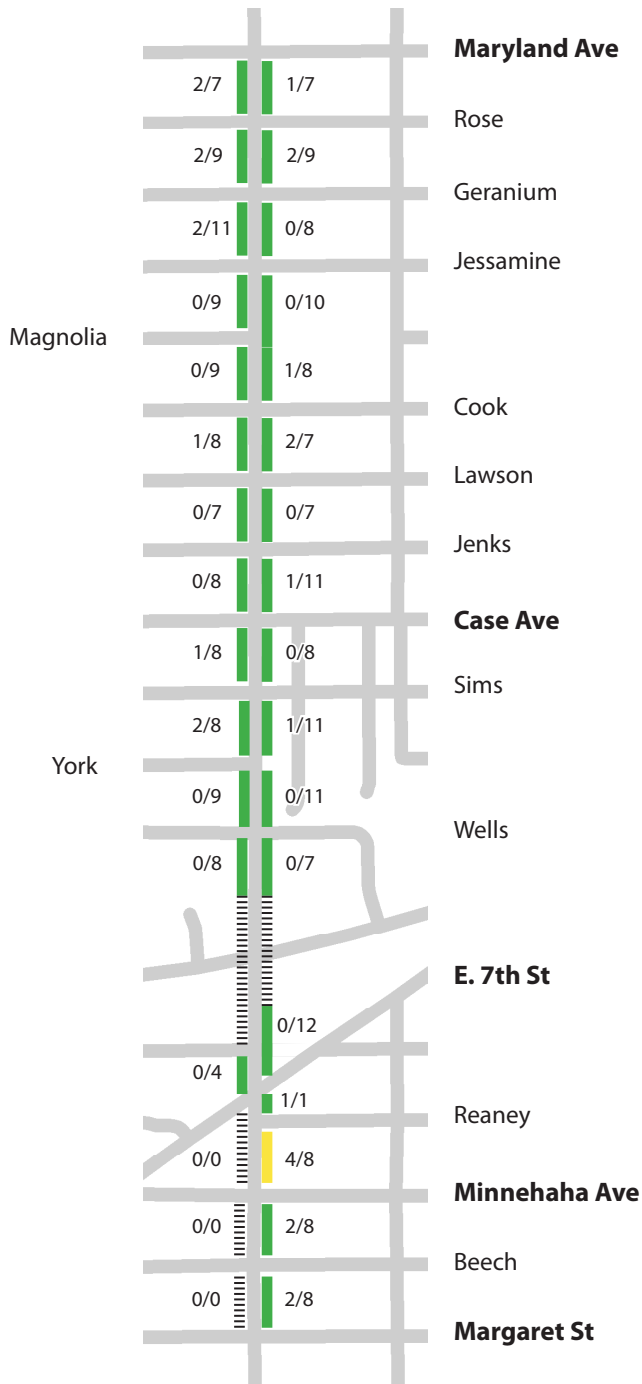 Maryland Ave
2/7 1/7
Rose
2/9 2/9
Geranium
2/11 0/8
Jessamine
0/9 0/10
Magnolia
0/9 1/8
Cook
1/8 2/7
Lawson
0/7 0/7
Jenks
0/8 1/11
Case Ave
1/8 0/8
Sims
2/8 1/11
York
0/9 0/11
Wells
0/8 0/7
E. 7th St
0/12
0/4
1/1
Reaney
0/0 4/8
Minnehaha Ave
0/0 2/8
Beech
0/0 2/8
Margaret St